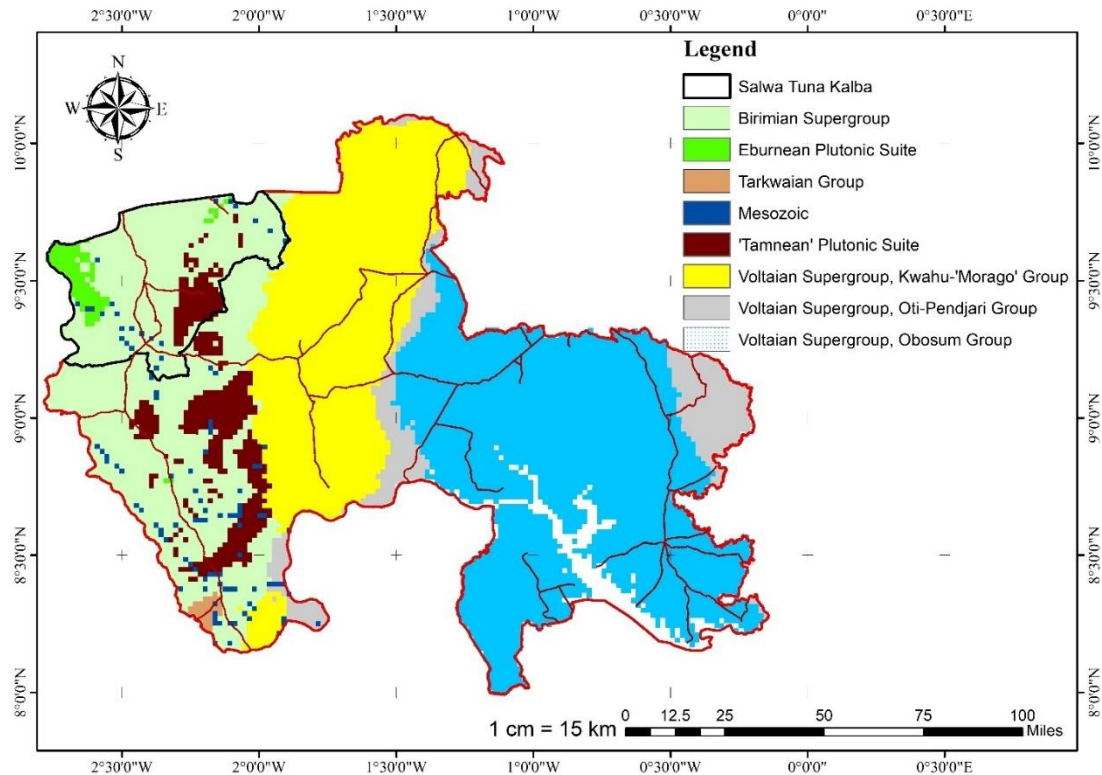 2°30'0"W 2°0'0"W 1°30'0"W 1°0'0"W 0°0'0" 0°30'0"E
N
W E
S
Legend
Salwa Tuna Kalba
Birimian Supergroup
Eburnean Plutonic Suite
Tarkwaian Group
Mesozoic
'Tamnean' Plutonic Suite
Voltaian Supergroup, Kwahu-'Morago' Group
Voltaian Supergroup, Oti-Pendjari Group
Voltaian Supergroup, Obosum Group
10°0'0"N 10°0'0"N
9°30'0"N 9°30'0"N
9°0'0"N 9°0'0"N
8°30'0"N 8°30'0"N
8°0'0"N 8°0'0"N
1 cm = 15 km
0 12.5 25 50 75 100
Miles
2°30'0"W 2°0'0"W 1°30'0"W 1°0'0"W 0°30'0"W 0°0'0" 0°30'0"E